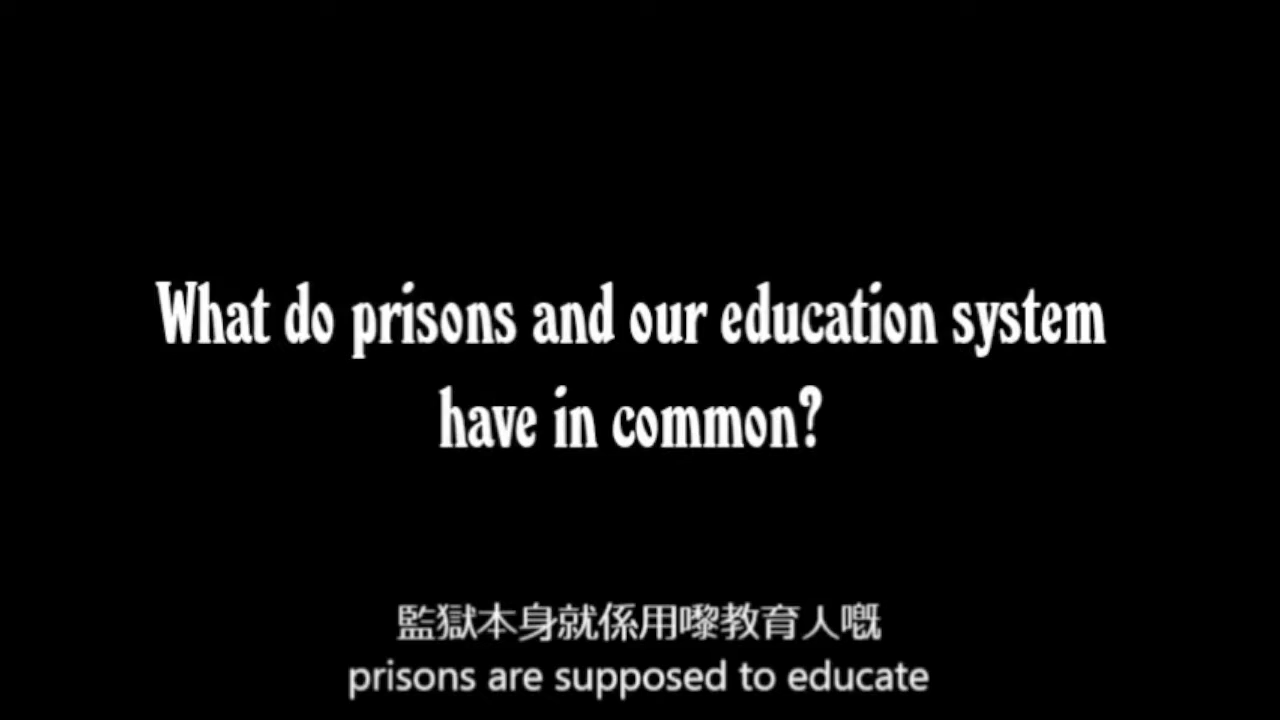 What do prisons and our education system
have in common?
監獄本身就係用嚟教育人嘅
prisons are supposed to educate